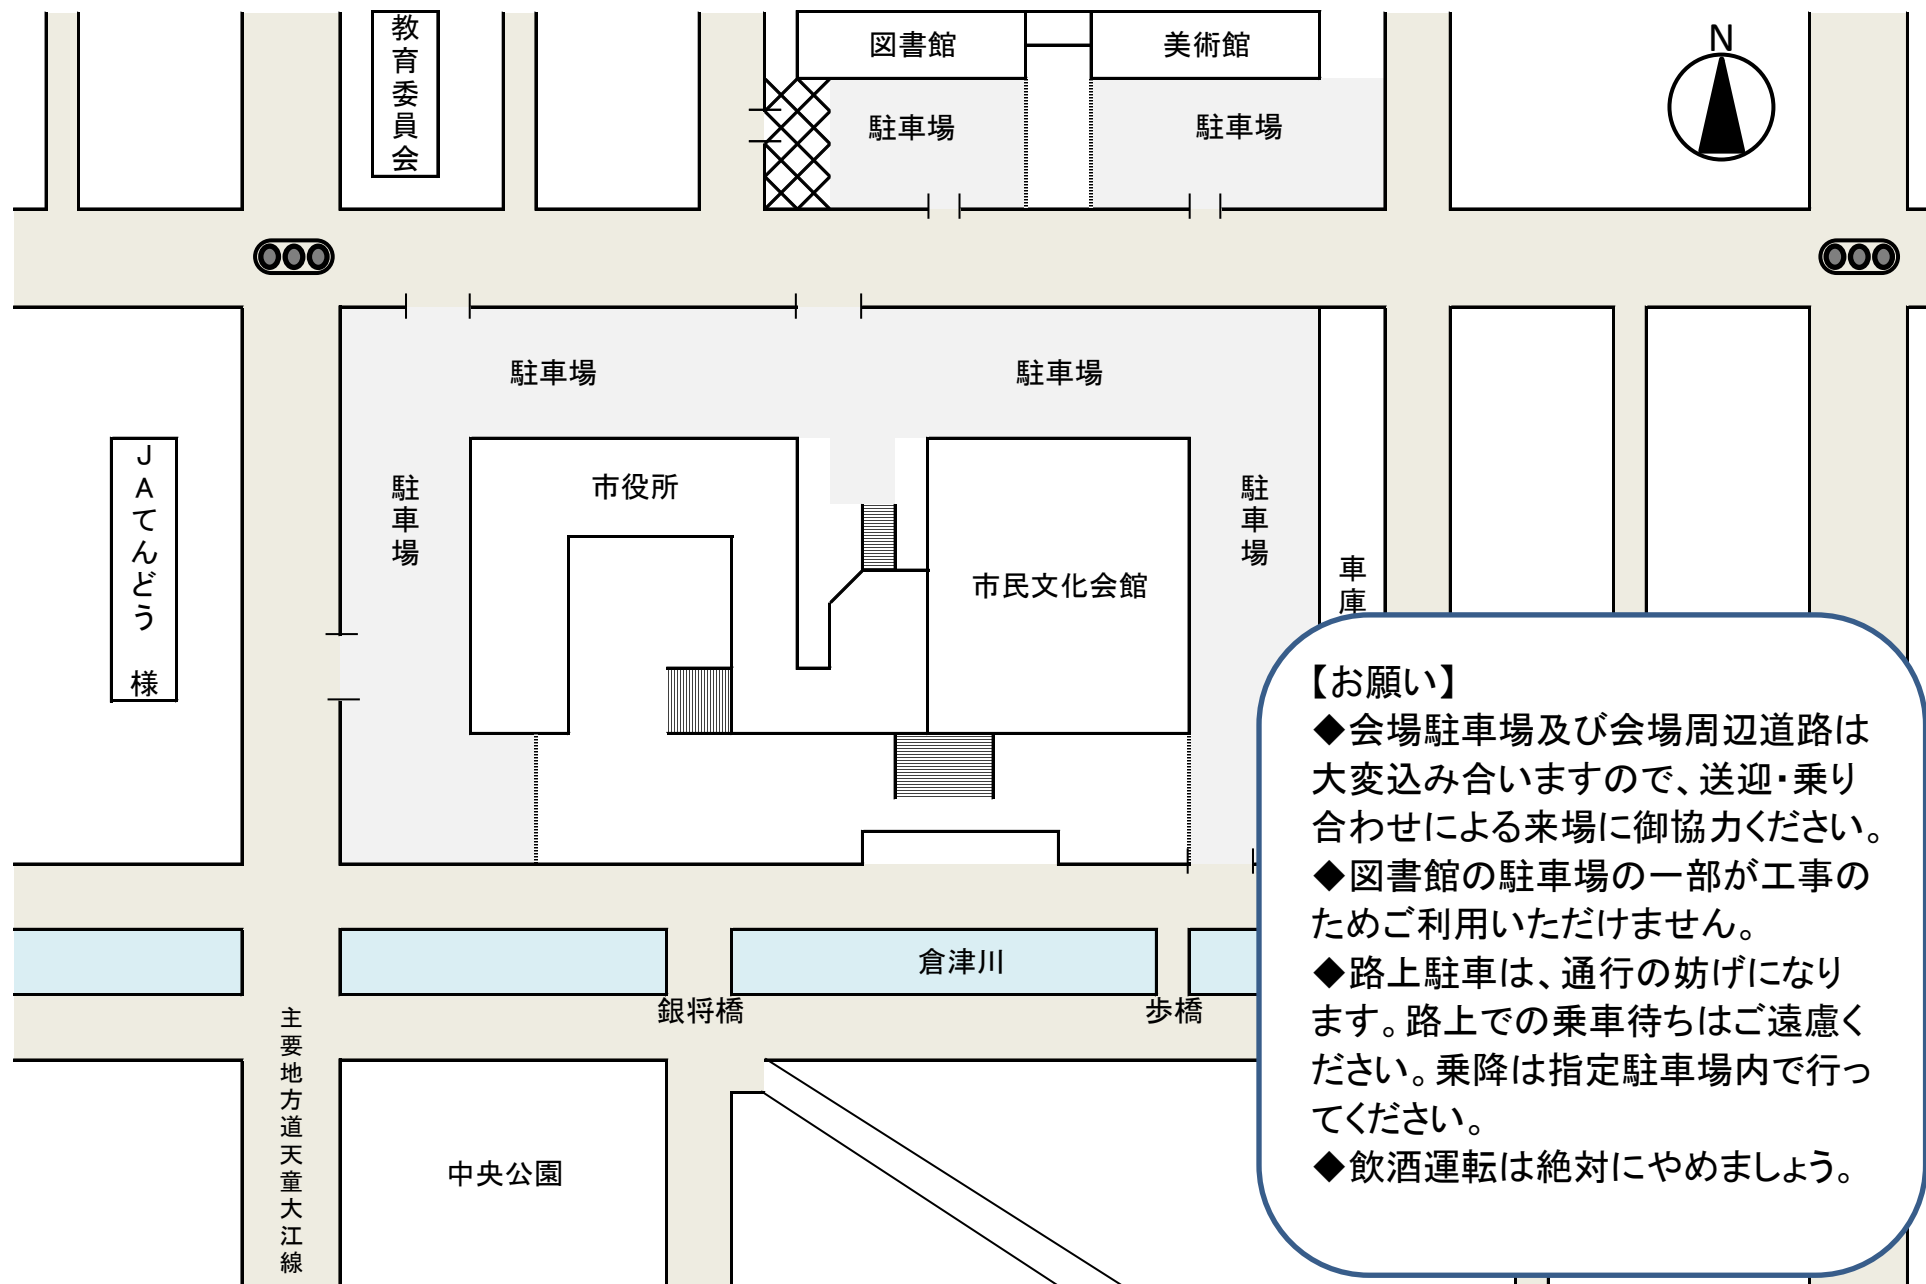 教育委員会
図書館
美術館
N
駐車場
駐車場
駐車場
駐車場
JAてんどう　様
駐車場
市役所
市民文化会館
駐車場
車庫
【お願い】
◆会場駐車場及び会場周辺道路は
大変込み合いますので、送迎・乗り
合わせによる来場に御協力ください。
◆図書館の駐車場の一部が工事の
ためご利用いただけません。
◆路上駐車は、通行の妨げになり
ます。路上での乗車待ちはご遠慮く
ださい。乗降は指定駐車場内で行っ
てください。
◆飲酒運転は絶対にやめましょう。
倉津川
銀将橋
歩橋
主要地方道天童大江線
中央公園